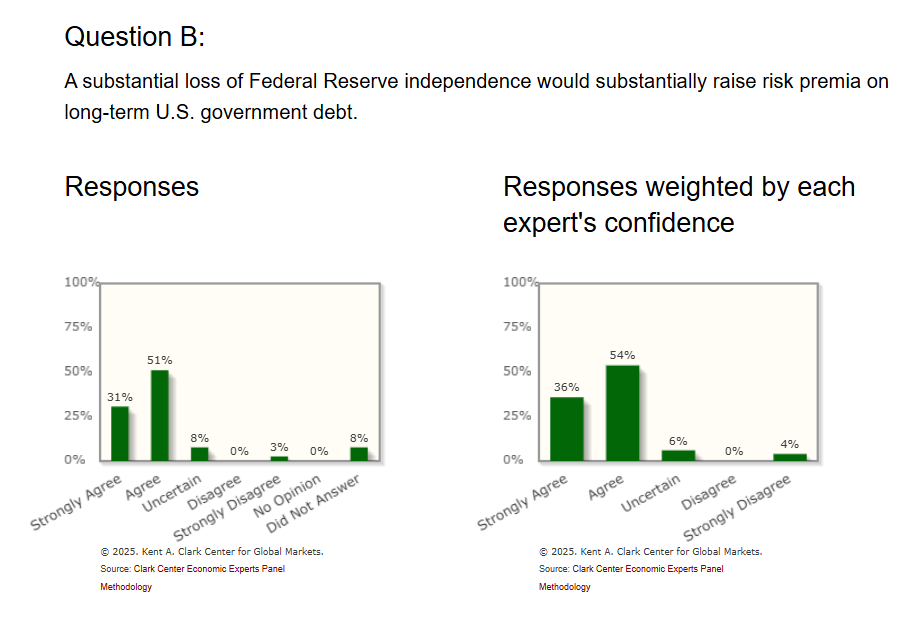 Question B:
A substantial loss of Federal Reserve independence would substantially raise risk premia on
long-term U.S. government debt.
Responses
100%
75%
50%
25%
0%
31%
51%
8%
0%
3%
0%
8%
Strongly Agree
Agree
Uncertain
Disagree
Strongly Disagree
No Opinion
Did Not Answer
© 2025. Kent A. Clark Center for Global Markets.
Source: Clark Center Economic Experts Panel
Methodology
Responses weighted by each
expert's confidence
100%
75%
50%
25%
0%
36%
54%
6%
0%
4%
Strongly Agree
Agree
Uncertain
Disagree
Strongly Disagree
© 2025. Kent A. Clark Center for Global Markets.
Source: Clark Center Economic Experts Panel
Methodology